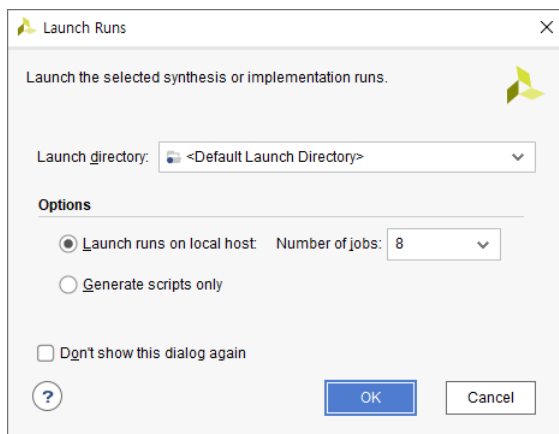 Launch Runs
Launch the selected synthesis or implementation runs.
Launch directory: <Default Launch Directory>
Options
Launch runs on local host: Number of jobs: 8
Generate scripts only
Don't show this dialog again
? OK Cancel